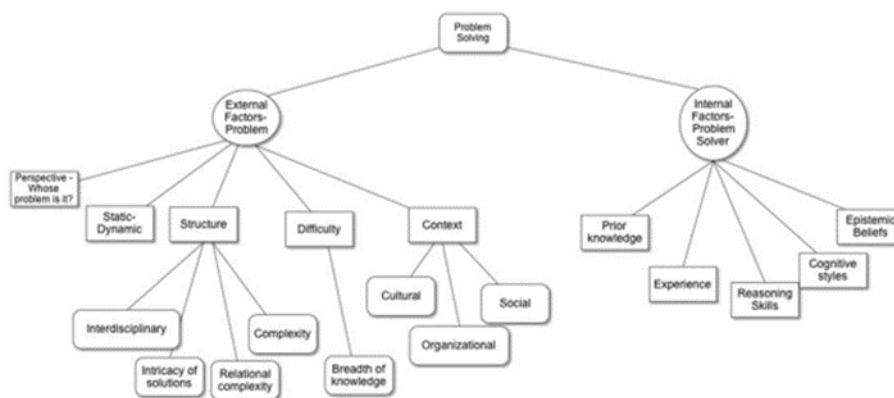 Problem
Solving
External
Factors-
Problem
Internal
Factors-
Problem
Solver
Perspective -
Whose
problem is it?
Static-
Dynamic
Structure
Difficulty
Context
Prior
knowledge
Experience
Reasoning
Skills
Cognitive
styles
Epistemic
Beliefs
Interdisciplinary
Intricacy of
solutions
Relational
complexity
Complexity
Breadth of
knowledge
Cultural
Organizational
Social